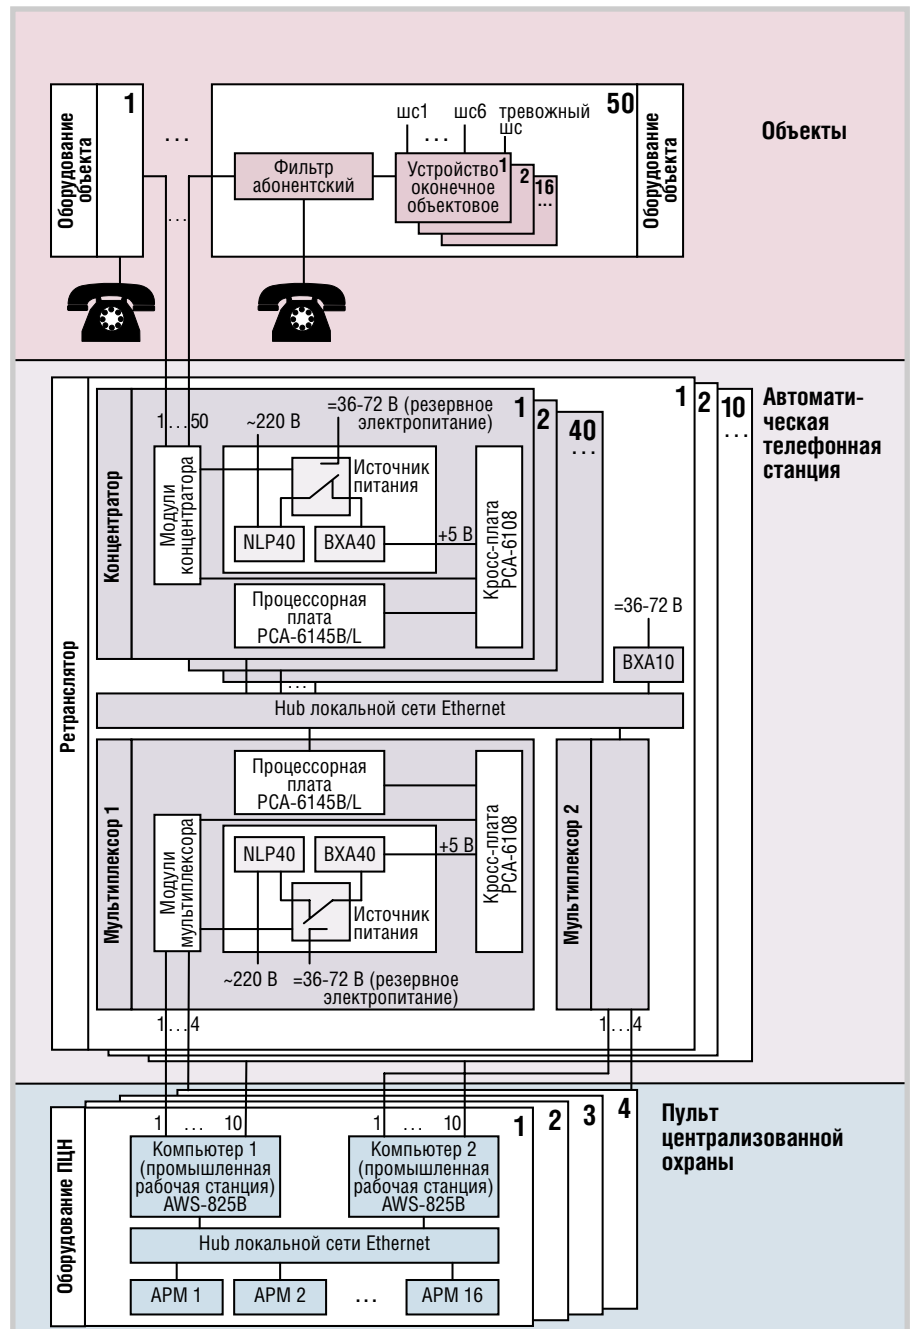 Объекты
Оборудование
объекта
1
. . .
. . .
шс1
. . .
шс6
тревожный
шс
50
Оборудование
объекта
Фильтр
абонентский
Устройство
оконечное
объектовое
1
2
16
...
Автомати-
ческая
телефонная
станция
Ретранслятор
1
2
10
. . .
Концентратор
1
2
40
. . .
1...50
~220 В
=36-72 В (резервное
электропитание)
Модули
концентратора
Источник
питания
NLP40
BXA40
+5 В
Кросс-плата
PCA-6108
Процессорная
плата
PCA-6145B/L
=36-72 В
BXA10
. . .
Hub локальной сети Ethernet
Мультиплексор 1
Процессорная
плата
PCA-6145B/L
Модули
мультиплексора
NLP40
BXA40
+5 В
Кросс-плата
PCA-6108
Источник
питания
~220 В
=36-72 В (резервное
электропитание)
1...4
Мультиплексор 2
1...4
Пульт
централизованной
охраны
Оборудование ПЦН
1
2
3
4
1 ... 10
1 ... 10
Компьютер 1
(промышленная
рабочая станция)
AWS-825B
Компьютер 2
(промышленная
рабочая станция)
AWS-825B
Hub локальной сети Ethernet
АРМ 1
АРМ 2
. . .
АРМ 16